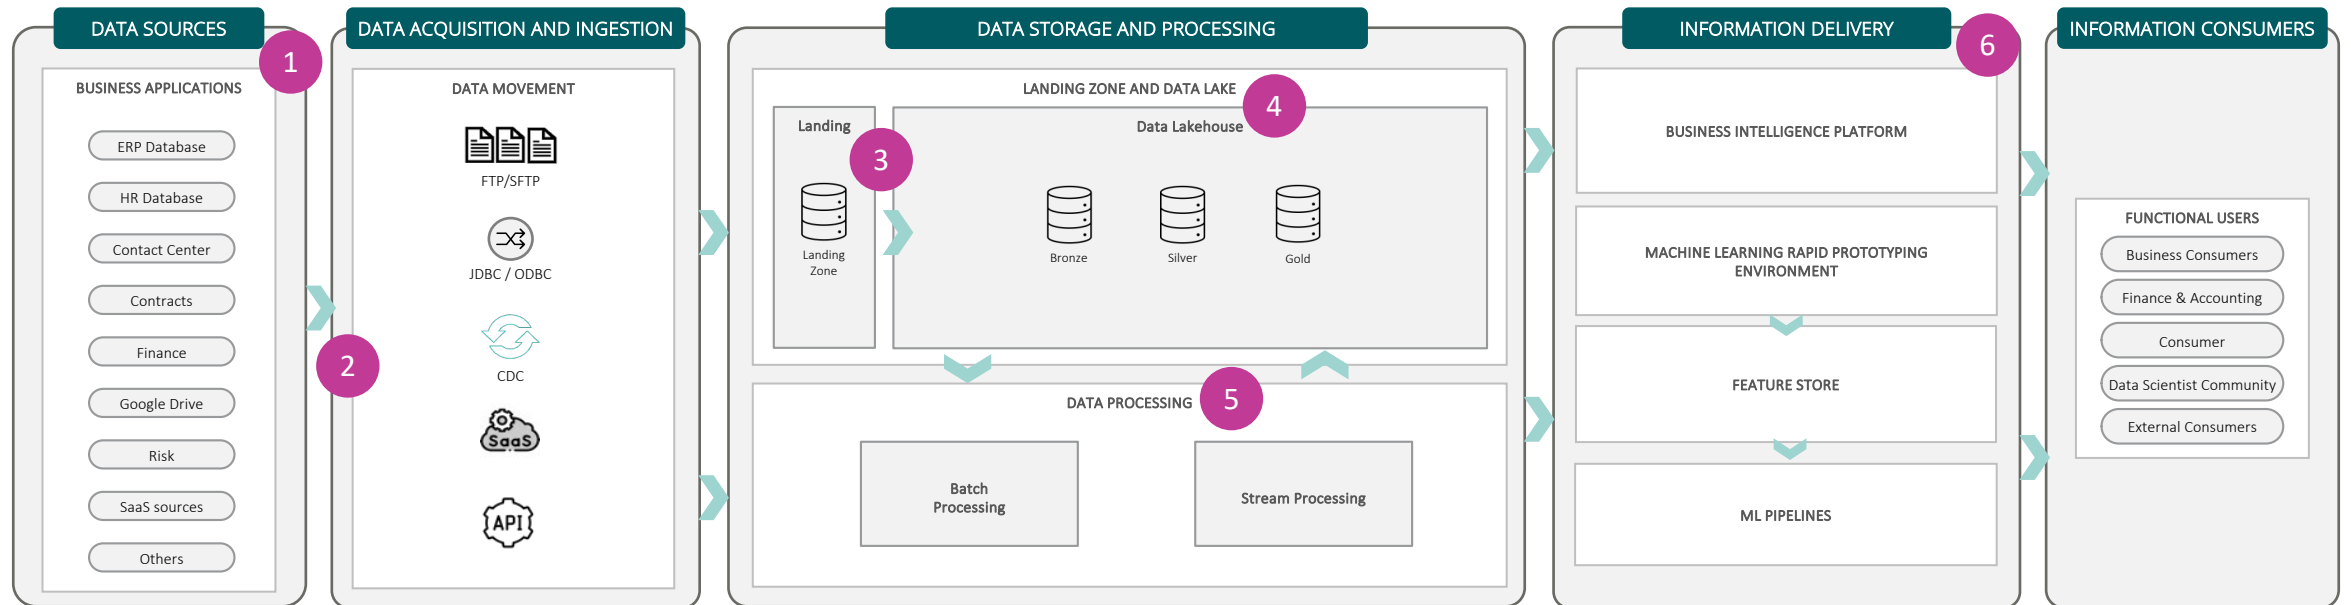 DATA SOURCES
1
BUSINESS APPLICATIONS
ERP Database
HR Database
Contact Center
Contracts
Finance
Google Drive
Risk
SaaS sources
Others
2
DATA ACQUISITION AND INGESTION
DATA MOVEMENT
FTP/SFTP
JDBC / ODBC
CDC
SaaS
API
DATA STORAGE AND PROCESSING
LANDING ZONE AND DATA LAKE
4
Landing
3
Landing
Zone
Data Lakehouse
Bronze
Silver
Gold
DATA PROCESSING
5
Batch
Processing
Stream Processing
INFORMATION DELIVERY
6
BUSINESS INTELLIGENCE PLATFORM
MACHINE LEARNING RAPID PROTOTYPING
ENVIRONMENT
FEATURE STORE
ML PIPELINES
INFORMATION CONSUMERS
FUNCTIONAL USERS
Business Consumers
Finance & Accounting
Consumer
Data Scientist Community
External Consumers